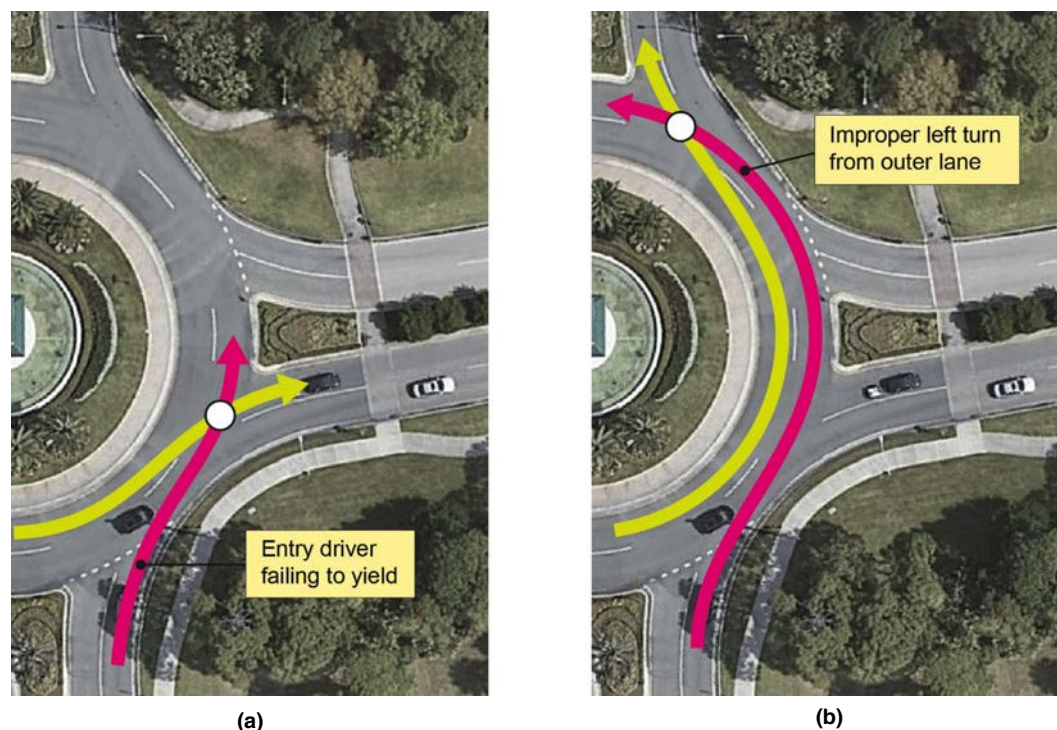 Entry driver
failing to yield
(a)
Improper left turn
from outer lane
(b)